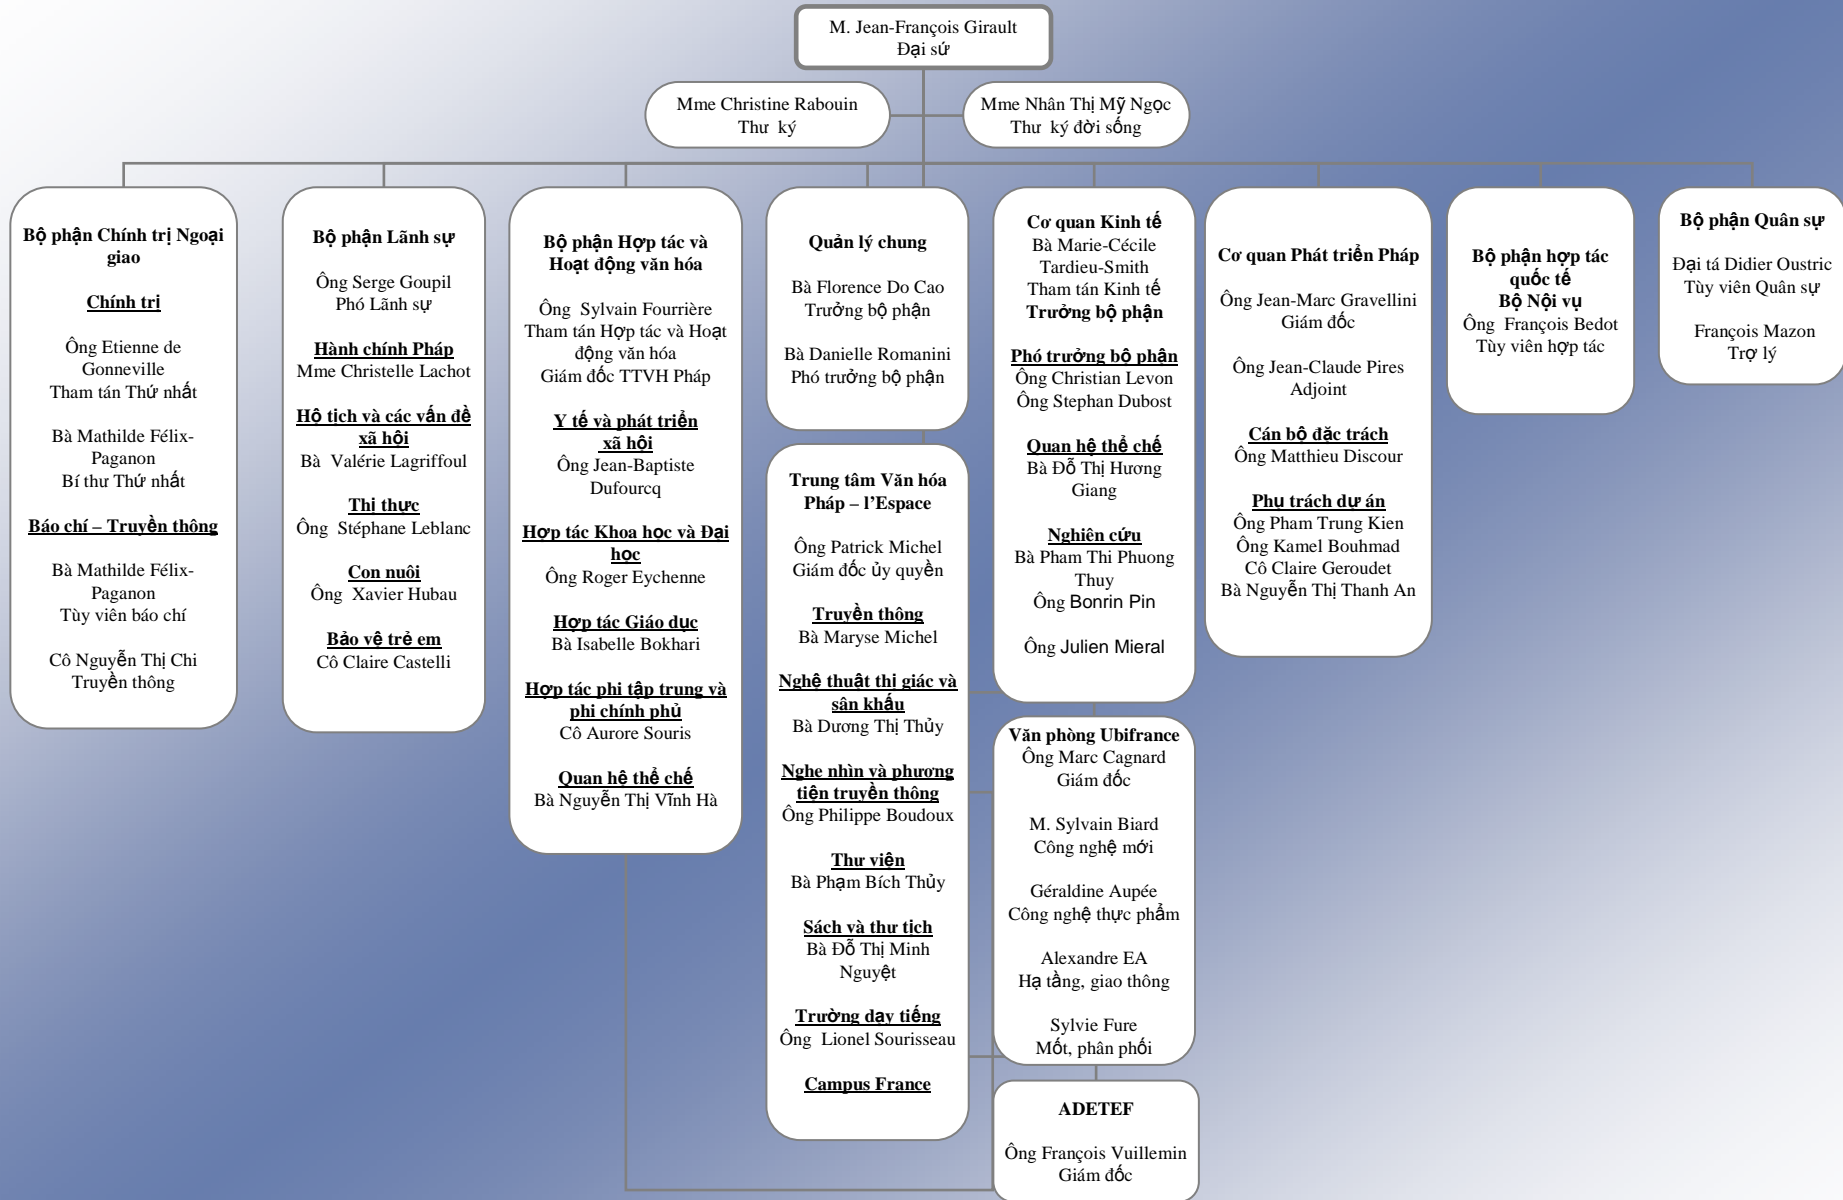 M. Jean-François Girault
Đại sứ
Mme Christine Rabouin
Thư ký
Mme Nhân Thị Mỹ Ngọc
Thư ký đời sống
Bộ phận Chính trị Ngoại
giao
Chính trị
Ông Etienne de
Gonneville
Tham tán Thứ nhất
Bà Mathilde Félix-
Paganon
Bí thư Thứ nhất
Báo chí – Truyền thông
Bà Mathilde Félix-
Paganon
Tùy viên báo chí
Cô Nguyễn Thị Chi
Truyền thông
Bộ phận Lãnh sự
Ông Serge Goupil
Phó Lãnh sự
Hành chính Pháp
Mme Christelle Lachot
Hộ tịch và các vấn đề
xã hội
Bà Valérie Lagriffoul
Thị thực
Ông Stéphane Leblanc
Con nuôi
Ông Xavier Hubau
Bảo vệ trẻ em
Cô Claire Castelli
Bộ phận Hợp tác và
Hoạt động văn hóa
Ông Sylvain Fourrière
Tham tán Hợp tác và Hoạt
động văn hóa
Giám đốc TTVH Pháp
Y tế và phát triển
xã hội
Ông Jean-Baptiste
Dufourcq
Hợp tác Khoa học và Đại
học
Ông Roger Eychenne
Hợp tác Giáo dục
Bà Isabelle Bokhari
Hợp tác phi tập trung và
phi chính phủ
Cô Aurore Souris
Quan hệ thể chế
Bà Nguyễn Thị Vĩnh Hà
Quản lý chung
Bà Florence Do Cao
Trưởng bộ phận
Bà Danielle Romanini
Phó trưởng bộ phận
Trung tâm Văn hóa
Pháp – l’Espace
Ông Patrick Michel
Giám đốc ủy quyền
Truyền thông
Bà Maryse Michel
Nghệ thuật thị giác và
sân khấu
Bà Dương Thị Thủy
Nghe nhìn và phương
tiện truyền thông
Ông Philippe Boudoux
Thư viện
Bà Phạm Bích Thủy
Sách và thư tịch
Bà Đỗ Thị Minh
Nguyệt
Trường dạy tiếng
Ông Lionel Sourisseau
Campus France
Cơ quan Kinh tế
Bà Marie-Cécile
Tardieu-Smith
Tham tán Kinh tế
Trưởng bộ phận
Phó trưởng bộ phận
Ông Christian Levon
Ông Stephan Dubost
Quan hệ thể chế
Bà Đỗ Thị Hương
Giang
Nghiên cứu
Bà Pham Thi Phuong
Thuy
Ông Bonrin Pin
Ông Julien Mieral
Văn phòng Ubifrance
Ông Marc Cagnard
Giám đốc
M. Sylvain Biard
Công nghệ mới
Géraldine Aupée
Công nghệ thực phẩm
Alexandre EA
Hạ tầng, giao thông
Sylvie Fure
Mốt, phân phối
ADETEF
Ông François Vuillemin
Giám đốc
Cơ quan Phát triển Pháp
Ông Jean-Marc Gravellini
Giám đốc
Ông Jean-Claude Pires
Adjoint
Cán bộ đặc trách
Ông Matthieu Discour
Phụ trách dự án
Ông Pham Trung Kien
Ông Kamel Bouhmad
Cô Claire Geroudet
Bà Nguyễn Thị Thanh An
Bộ phận hợp tác
quốc tế
Bộ Nội vụ
Ông François Bedot
Tùy viên hợp tác
Bộ phận Quân sự
Đại tá Didier Oustric
Tùy viên Quân sự
François Mazon
Trợ lý